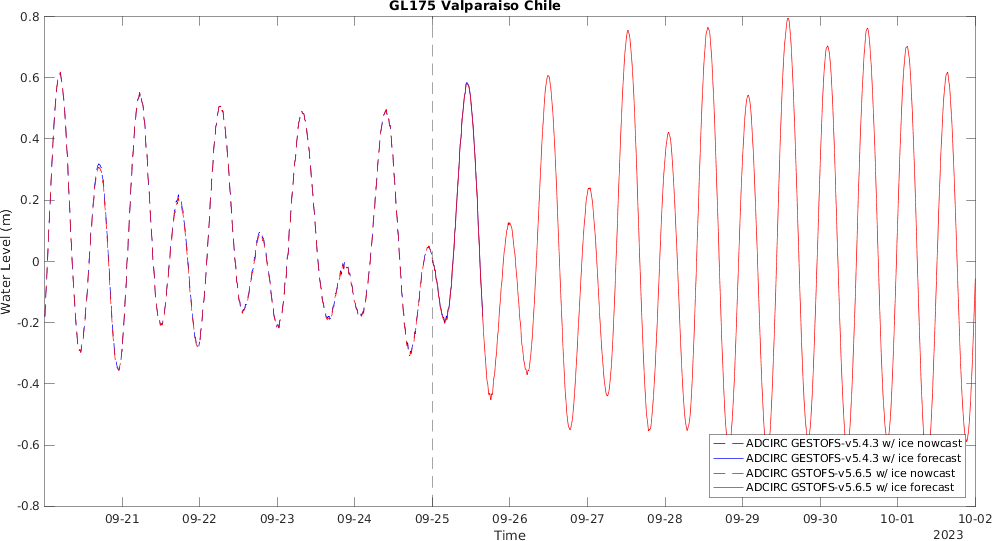 GL175 Valparaiso Chile
0.8
0.6
0.4
0.2
0
-0.2
-0.4
-0.6
-0.8
Water Level (m)
09-21 09-22 09-23 09-24 09-25 09-26 09-27 09-28 09-29 09-30 10-01 10-02
Time
2023
ADCIRC GESTOFS-v5.4.3 w/ ice nowcast
ADCIRC GESTOFS-v5.4.3 w/ ice forecast
ADCIRC GSTOFS-v5.6.5 w/ ice nowcast
ADCIRC GSTOFS-v5.6.5 w/ ice forecast